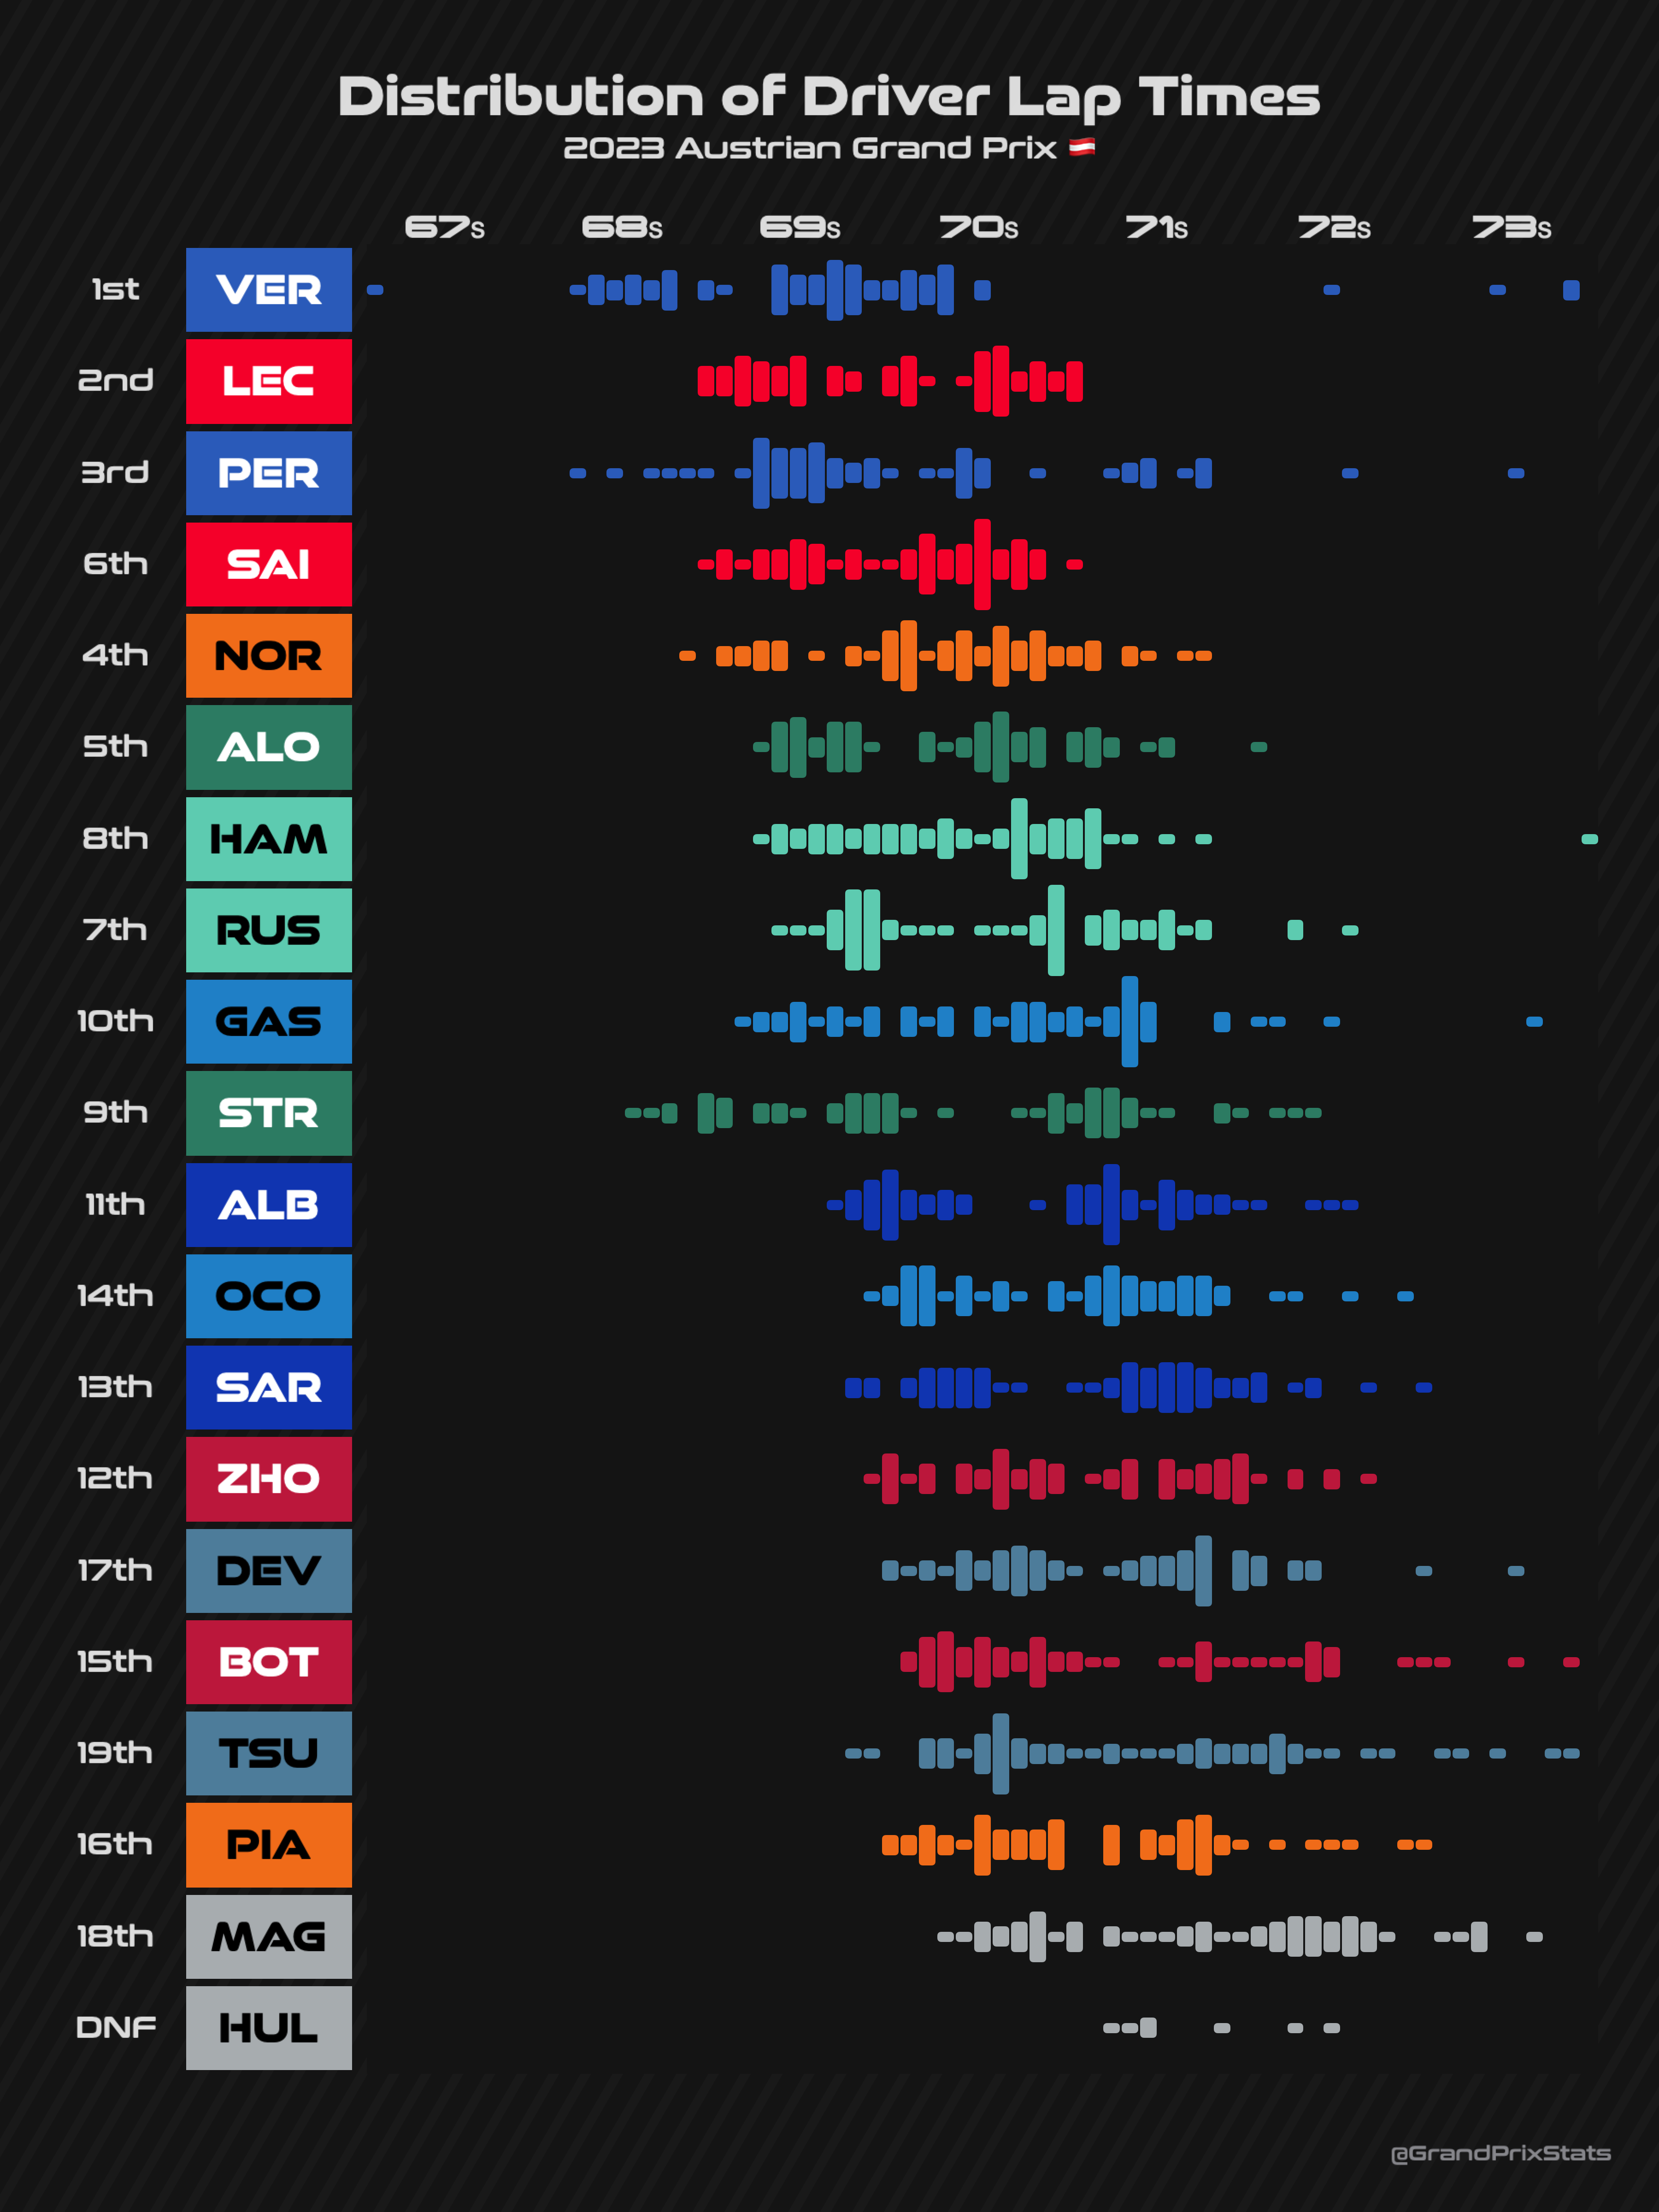 Distribution of Driver Lap Times
2023 Austrian Grand Prix 🇦🇹
67s 68s 69s 70s 71s 72s 73s
1st VER
2nd LEC
3rd PER
6th SAI
4th NOR
5th ALO
8th HAM
7th RUS
10th GAS
9th STR
11th ALB
14th OCO
13th SAR
12th ZHO
17th DEV
15th BOT
19th TSU
16th PIA
18th MAG
DNF HUL
@GrandPrixStats